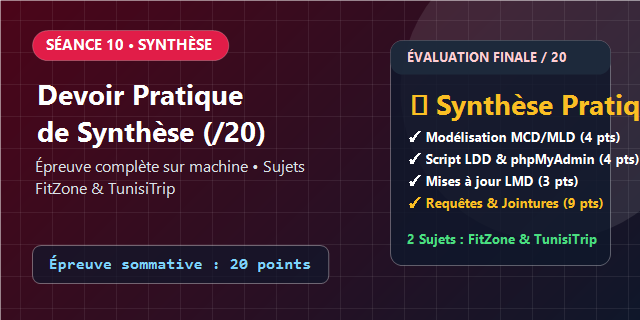 SÉANCE 10 • SYNTHÈSE
Devoir Pratique
de Synthèse (/20)
Épreuve complète sur machine • Sujets
FitZone & TunisiTrip
Épreuve sommative : 20 points
ÉVALUATION FINALE / 20
Synthèse Pratiq
✓ Modélisation MCD/MLD (4 pts)
✓ Script LDD & phpMyAdmin (4 pts)
✓ Mises à jour LMD (3 pts)
✓ Requêtes & Jointures (9 pts)
2 Sujets : FitZone & TunisiTrip